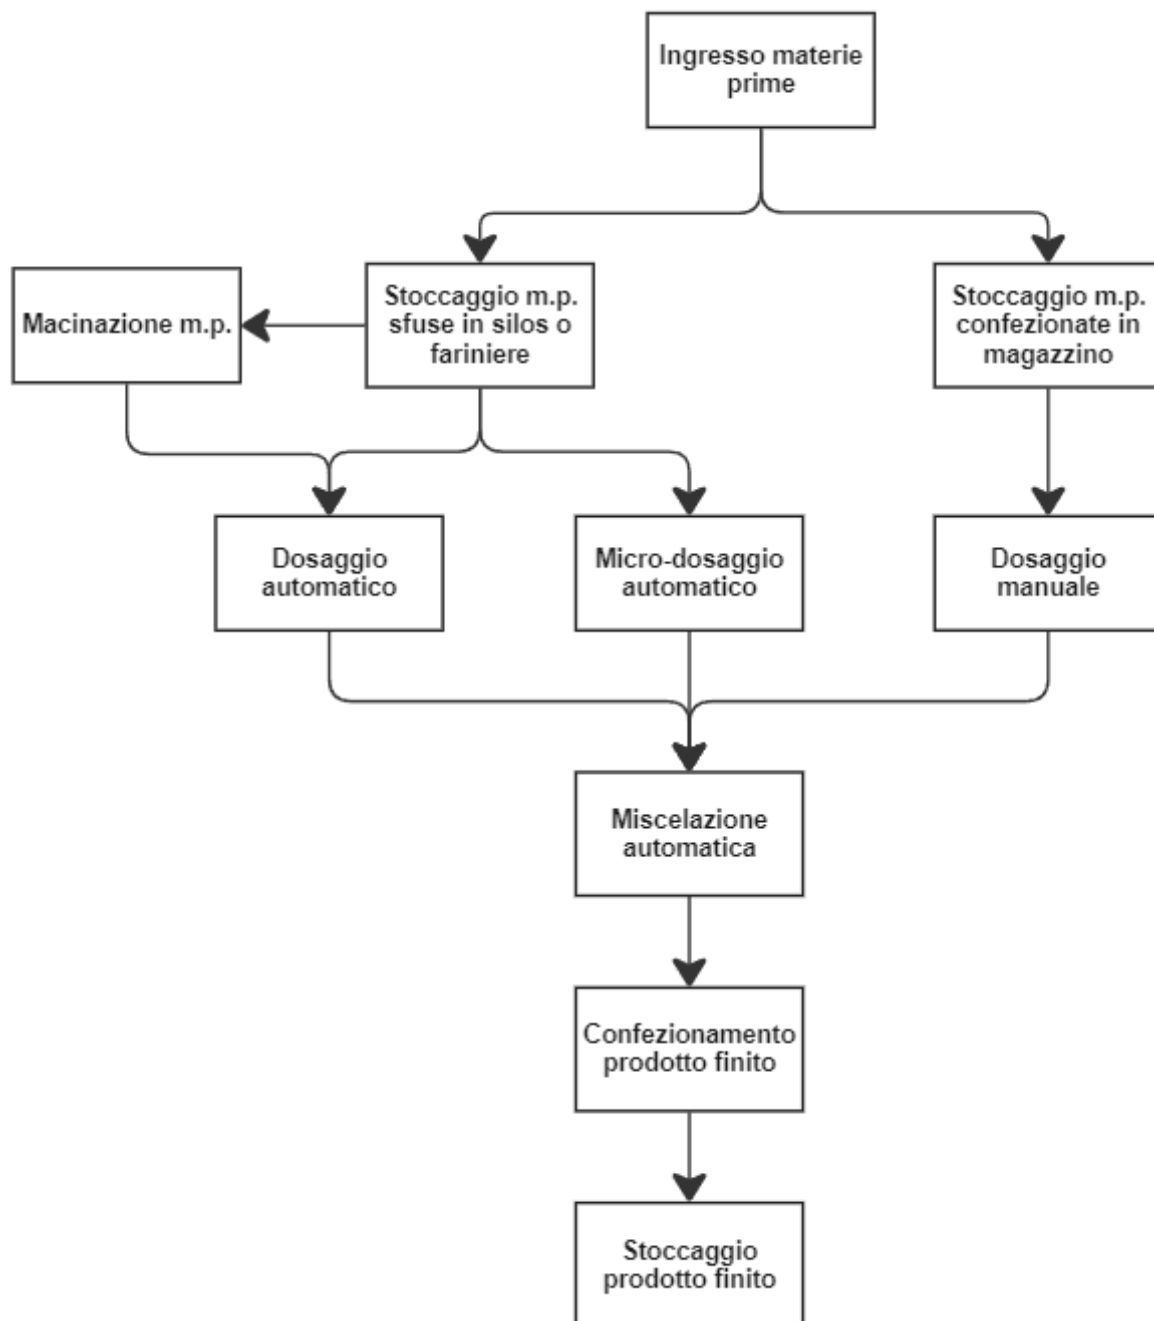 Ingresso materie
prime
Macinazione m.p.
Stoccaggio m.p.
sfuse in silos o
fariniere
Stoccaggio m.p.
confezionate in
magazzino
Dosaggio
automatico
Micro-dosaggio
automatico
Dosaggio
manuale
Miscelazione
automatica
Confezionamento
prodotto finito
Stoccaggio
prodotto finito